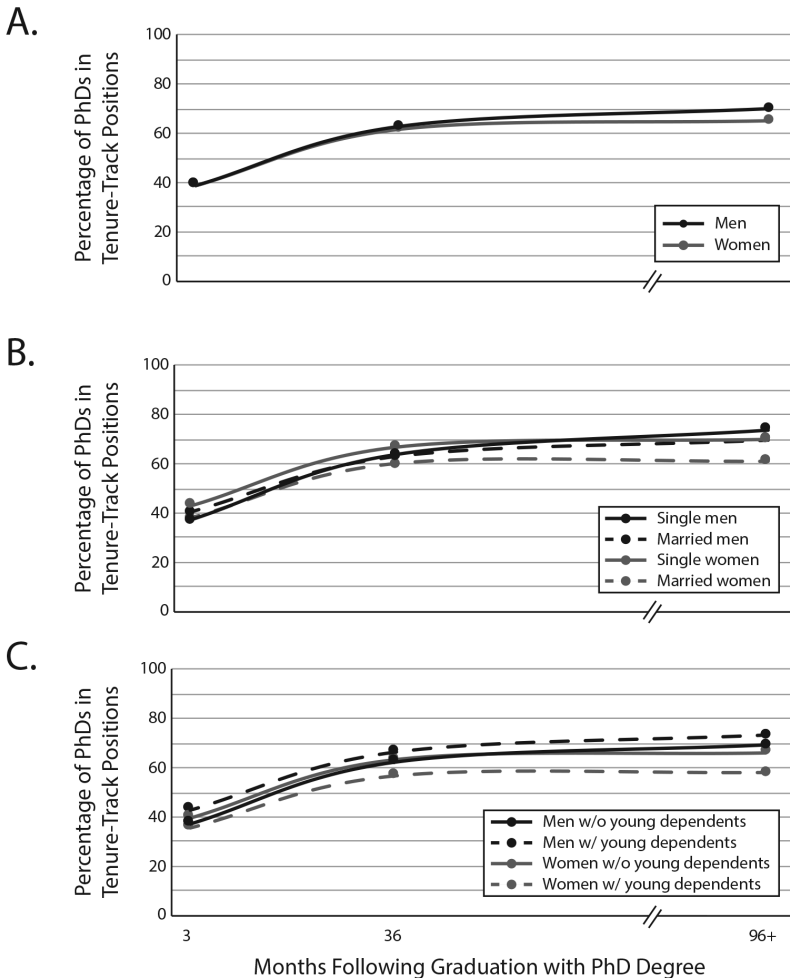 A.
Percentage of PhDs in
Tenure-Track Positions
100
80
60
40
20
0
Men
Women
B.
Percentage of PhDs in
Tenure-Track Positions
100
80
60
40
20
0
Single men
Married men
Single women
Married women
C.
Percentage of PhDs in
Tenure-Track Positions
100
80
60
40
20
0
Men w/o young dependents
Men w/ young dependents
Women w/o young dependents
Women w/ young dependents
3 36 96+
Months Following Graduation with PhD Degree